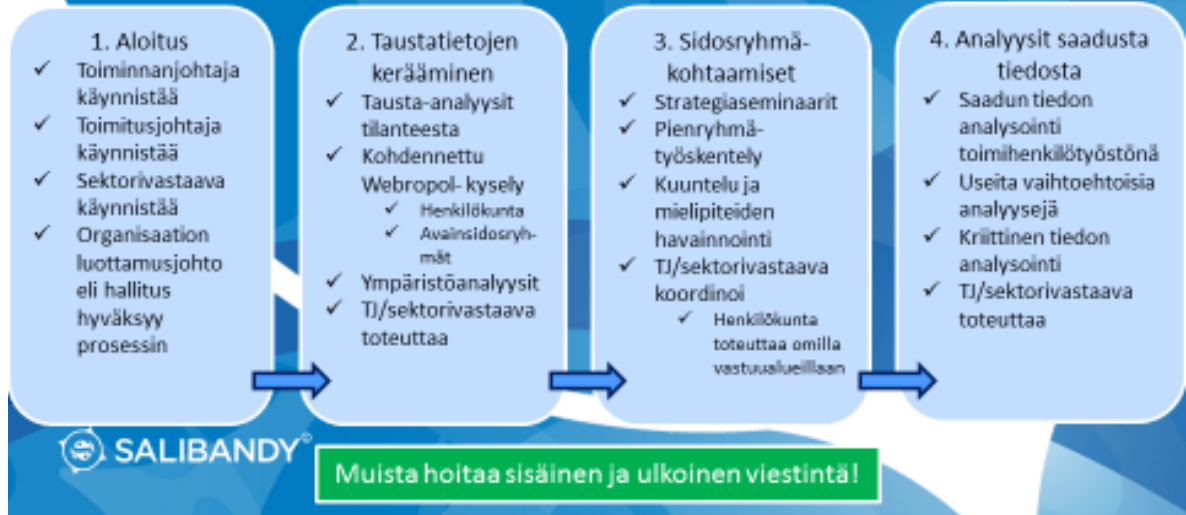 1. Aloitus
Toiminnanjohtaja
käynnistää
Toimitusjohtaja
käynnistää
Sektorivastaava
käynnistää
Organisaation
luottamusjohto
eli hallitus
hyväksyy
prosessin
2. Taustatietojen
kerääminen
Tausta-analyysit
tilanteesta
Kohdennettu
Webropol- kysely
Henkilökunta
Avainsidosryh-
mät
Ympäristöanalyysit
TJ/sektorivastaava
toteuttaa
3. Sidosryhmä-
kohtaamiset
Strategiaseminaarit
Pienryhmä-
työskentely
Kuuntelu ja
mielipiteiden
havainnointi
TJ/sektorivastaava
koordinoi
Henkilökunta
toteuttaa omilla
vastuualueillaan
4. Analyysit saadusta
tiedosta
Saadun tiedon
analysointi
toimihenkilötyöstönä
Useita vaihtoehtoisia
analyysejä
Kriittinen tiedon
analysointi
TJ/sektorivastaava
toteuttaa
SALIBANDY©
Muista hoitaa sisäinen ja ulkoinen viestintä!